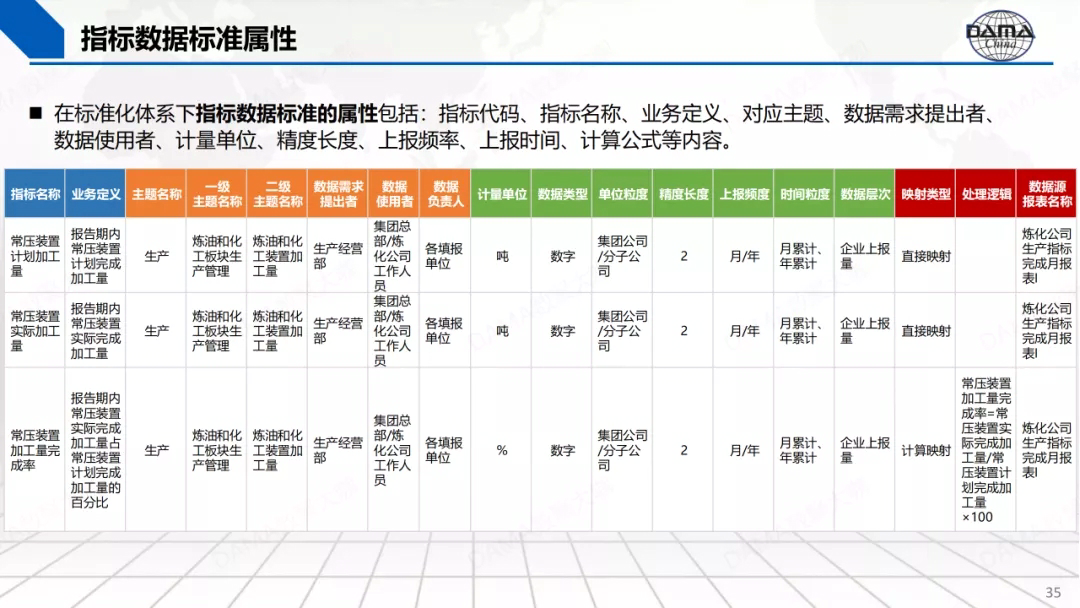 指标数据标准属性
DAMA
China
■ 在标准化体系下指标数据标准的属性包括：指标代码、指标名称、业务定义、对应主题、数据需求提出者、
数据使用者、计量单位、精度长度、上报频率、上报时间、计算公式等内容。
指标名称 业务定义 主题名称 一级主题名称 二级主题名称 数据需求提出者 数据使用者 数据负责人 计量单位 数据类型 单位粒度 精度长度 上报频度 时间粒度 数据层次 映射类型 处理逻辑 数据源报表名称
常压装置计划加工量 报告期内常压装置计划完成加工量 生产 炼油和化工板块生产管理 炼油和化工装置加工量 生产经营部 集团总部/炼化公司工作人员 各填报单位 吨 数字 集团公司/分子公司 2 月/年 月累计、年累计 企业上报量 直接映射 炼化公司生产指标完成月报表I
常压装置实际加工量 报告期内常压装置实际完成加工量 生产 炼油和化工板块生产管理 炼油和化工装置加工量 生产经营部 集团总部/炼化公司工作人员 各填报单位 吨 数字 集团公司/分子公司 2 月/年 月累计、年累计 企业上报量 直接映射 炼化公司生产指标完成月报表I
常压装置加工量完成率 报告期内常压装置实际完成加工量占常压装置计划完成加工量的百分比 生产 炼油和化工板块生产管理 炼油和化工装置加工量 生产经营部 集团总部/炼化公司工作人员 各填报单位 % 数字 集团公司/分子公司 2 月/年 月累计、年累计 企业上报量 计算映射 常压装置加工量完成率=常压装置实际完成加工量/常压装置计划完成加工量×100 炼化公司生产指标完成月报表I
35